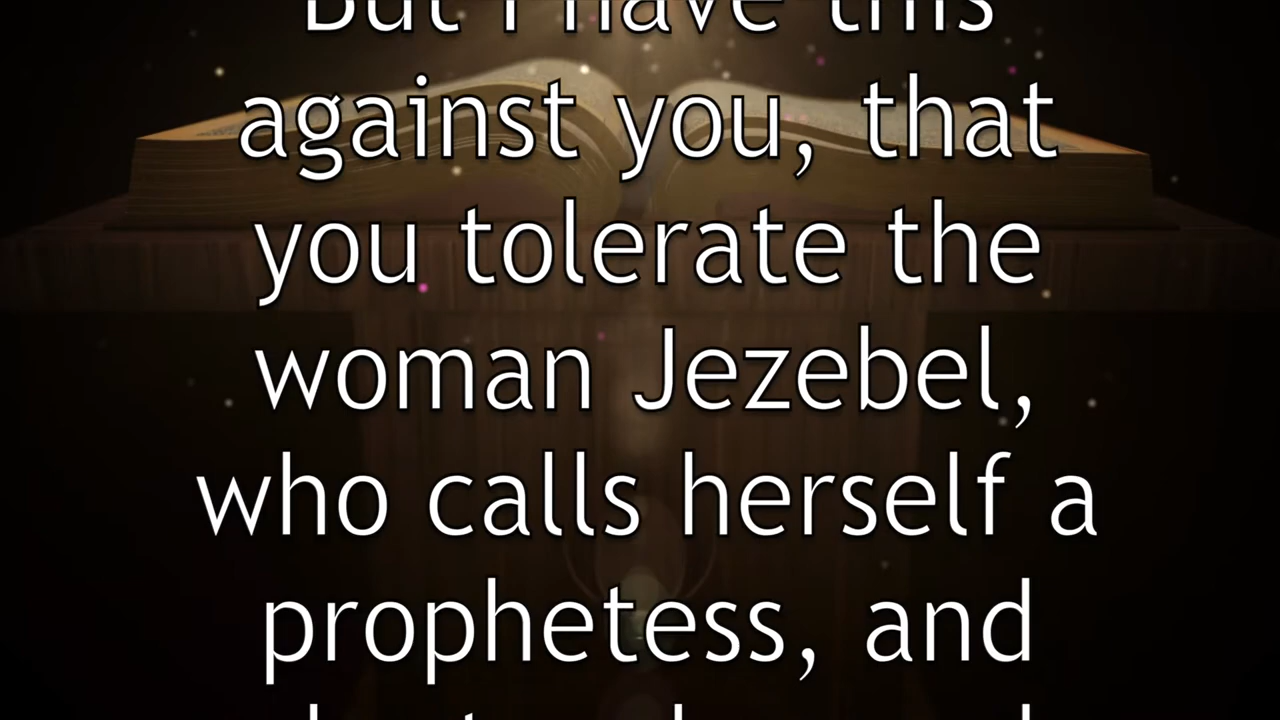 But I have this
against you, that
you tolerate the
woman Jezebel,
who calls herself a
prophetess, and